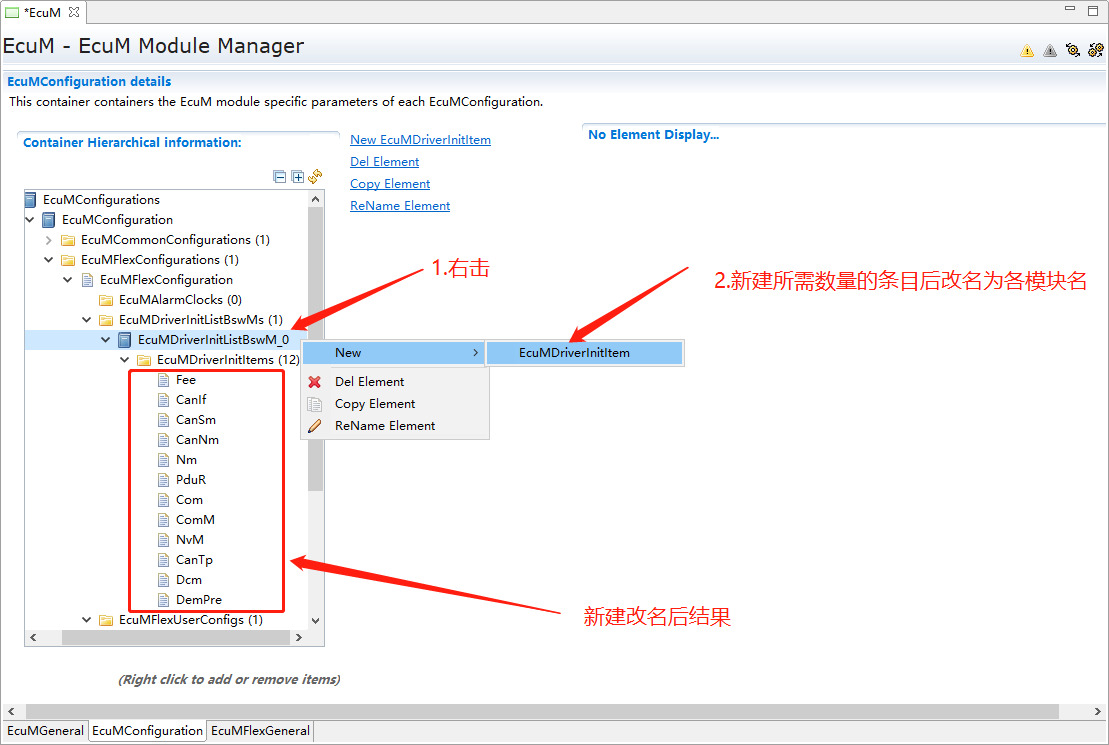 *EcuM
EcuM - EcuM Module Manager
EcuMConfiguration details
This container containers the EcuM module specific parameters of each EcuMConfiguration.
Container Hierarchical information:
New EcuMDriverInitItem
Del Element
Copy Element
ReName Element
No Element Display...
EcuMConfigurations
EcuMConfiguration
EcuMCommonConfigurations (1)
EcuMFlexConfigurations (1)
EcuMFlexConfiguration
EcuMAlarmClocks (0)
EcuMDriverInitListBswMs (1)
EcuMDriverInitListBswM_0
EcuMDriverInitItems (12)
Fee
CanIf
CanSm
CanNm
Nm
PduR
Com
ComM
NvM
CanTp
Dcm
DemPre
EcuMFlexUserConfigs (1)
1.右击
2.新建所需数量的条目后改名为各模块名
New
EcuMDriverInitItem
Del Element
Copy Element
ReName Element
新建改名后结果
(Right click to add or remove items)
EcuMGeneral
EcuMConfiguration
EcuMFlexGeneral